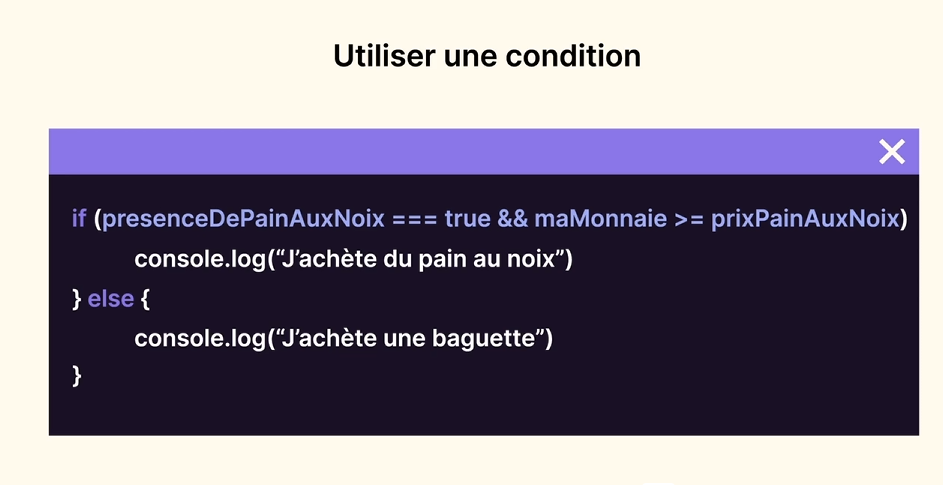 Utiliser une condition
if (presenceDePainAuxNoix === true && maMonnaie >= prixPainAuxNoix)
console.log(“J’achète du pain au noix”)
} else {
console.log(“J’achète une baguette”)
}